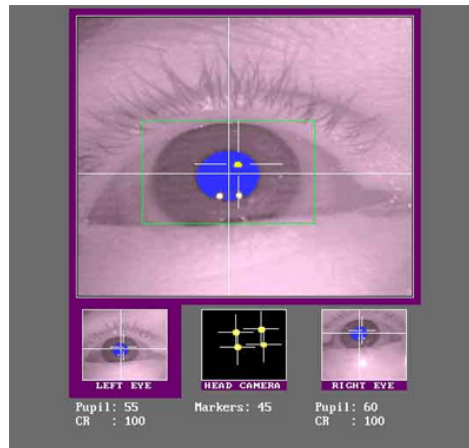 LEFT EYE
HEAD CAMERA
RIGHT EYE
Pupil: 55
Markers: 45
Pupil: 60
CR : 100
CR : 100